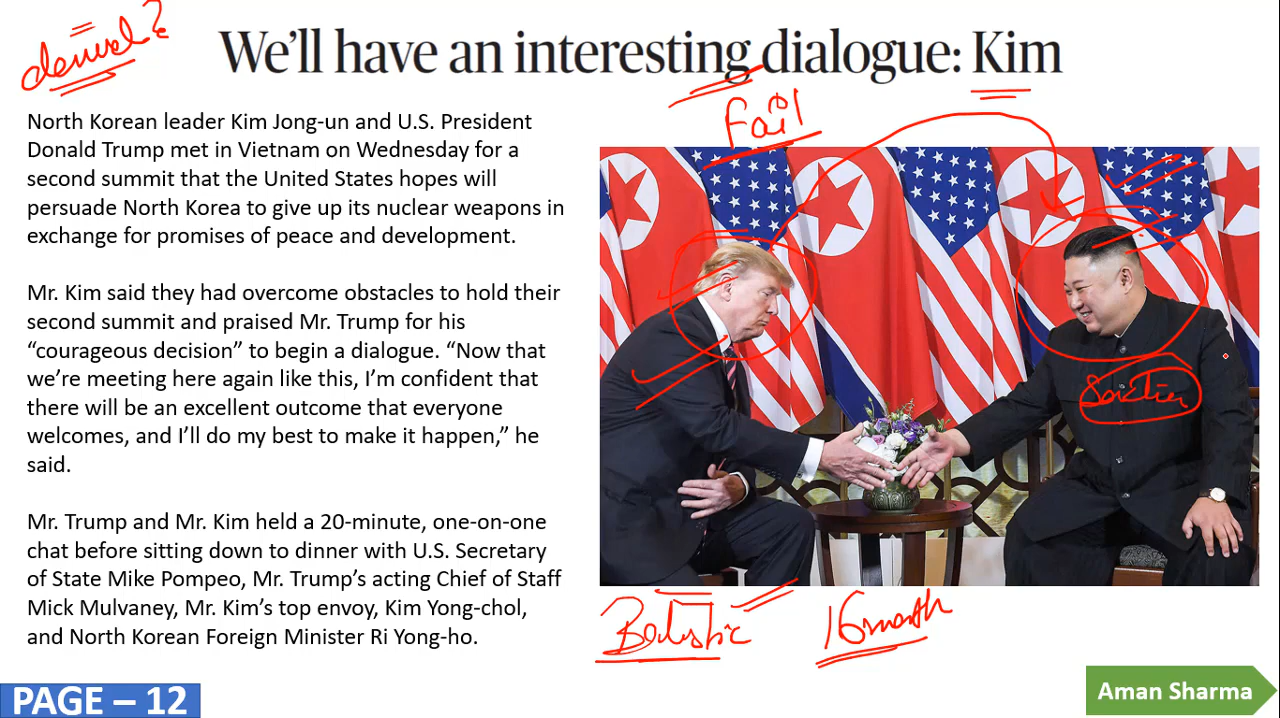 We'll have an interesting dialogue: Kim
Fail
North Korean leader Kim Jong-un and U.S. President
Donald Trump met in Vietnam on Wednesday for a
second summit that the United States hopes will
persuade North Korea to give up its nuclear weapons in
exchange for promises of peace and development.
Mr. Kim said they had overcome obstacles to hold their
second summit and praised Mr. Trump for his
“courageous decision” to begin a dialogue. “Now that
we’re meeting here again like this, I’m confident that
there will be an excellent outcome that everyone
welcomes, and I’ll do my best to make it happen,” he
said.
Mr. Trump and Mr. Kim held a 20-minute, one-on-one
chat before sitting down to dinner with U.S. Secretary
of State Mike Pompeo, Mr. Trump’s acting Chief of Staff
Mick Mulvaney, Mr. Kim’s top envoy, Kim Yong-chol,
and North Korean Foreign Minister Ri Yong-ho.
16 month
PAGE – 12
Aman Sharma